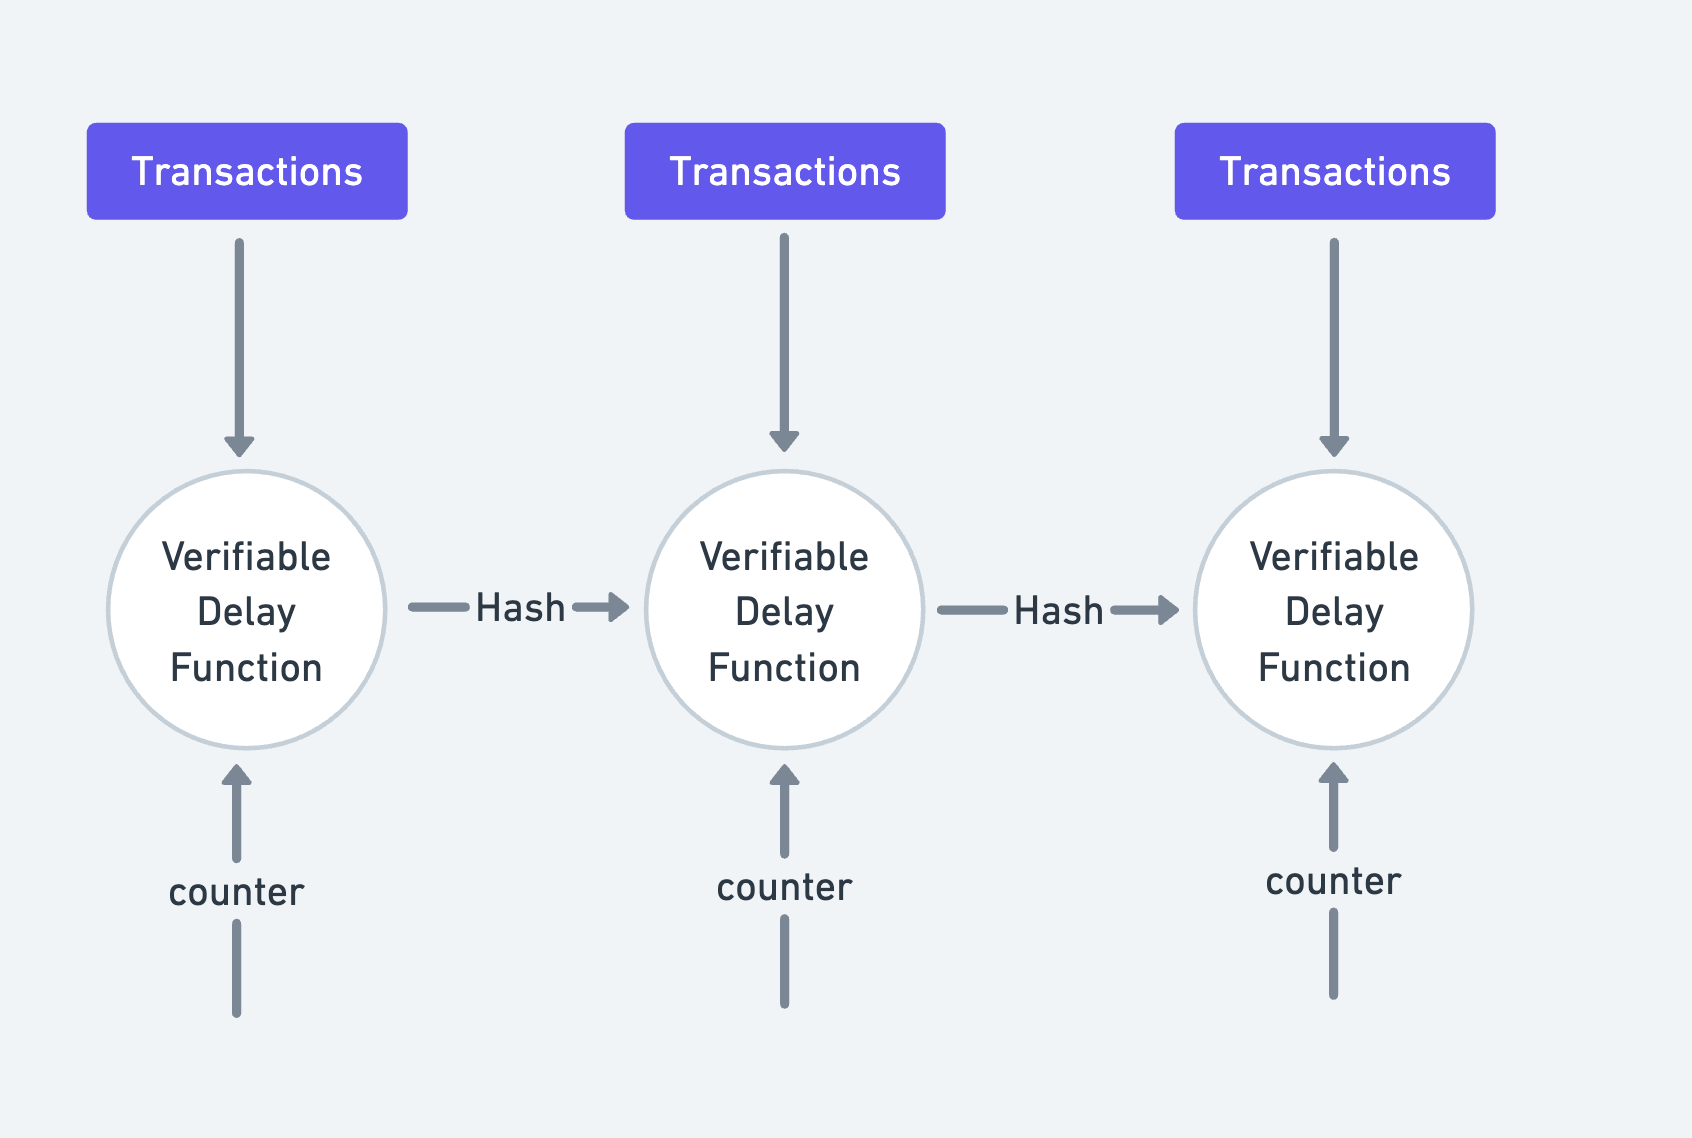 Transactions
Transactions
Transactions
Verifiable
Delay
Function
Hash
Verifiable
Delay
Function
Hash
Verifiable
Delay
Function
counter
counter
counter